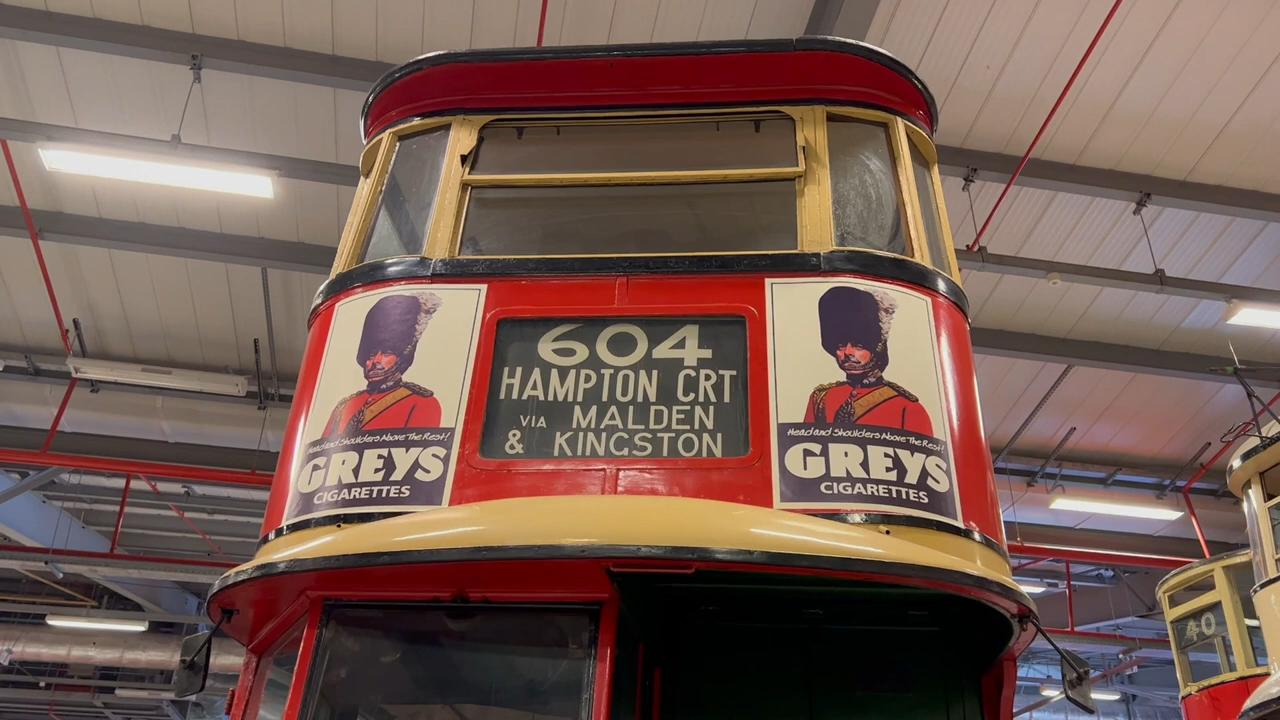 Head and Shoulders Above The Rest!
GREYS
CIGARETTES
604
HAMPTON CRT
VIA MALDEN
& KINGSTON
Head and Shoulders Above The Rest!
GREYS
CIGARETTES
40